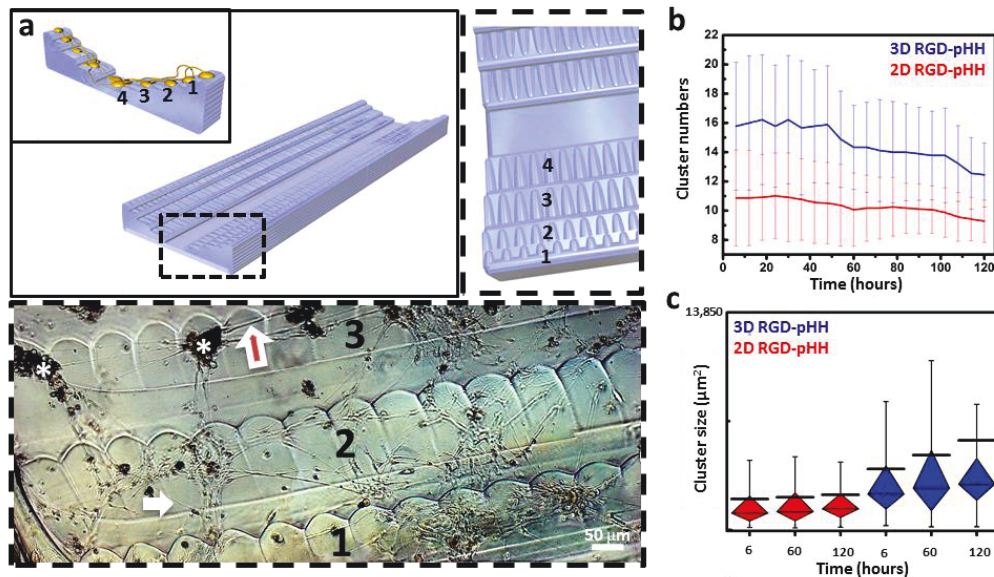 a
4 3 2 1
4
3
2
1
3
*
*
2
1
50 µm
b
3D RGD-pHH
2D RGD-pHH
Cluster numbers
22
20
18
16
14
12
10
8
0 20 40 60 80 100 120
Time (hours)
c
13,850
3D RGD-pHH
2D RGD-pHH
Cluster size (µm²)
6 60 120 6 60 120
Time (hours)